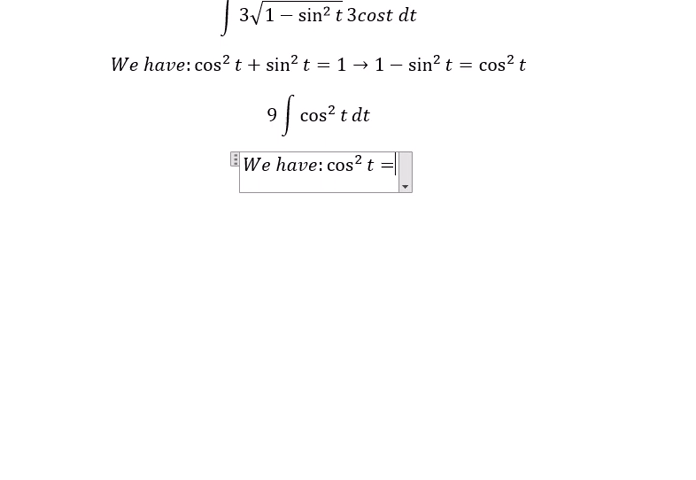 ∫ 3√1 − sin² t 3cost dt
We have: cos² t + sin² t = 1 → 1 − sin² t = cos² t
9 ∫ cos² t dt
We have: cos² t =